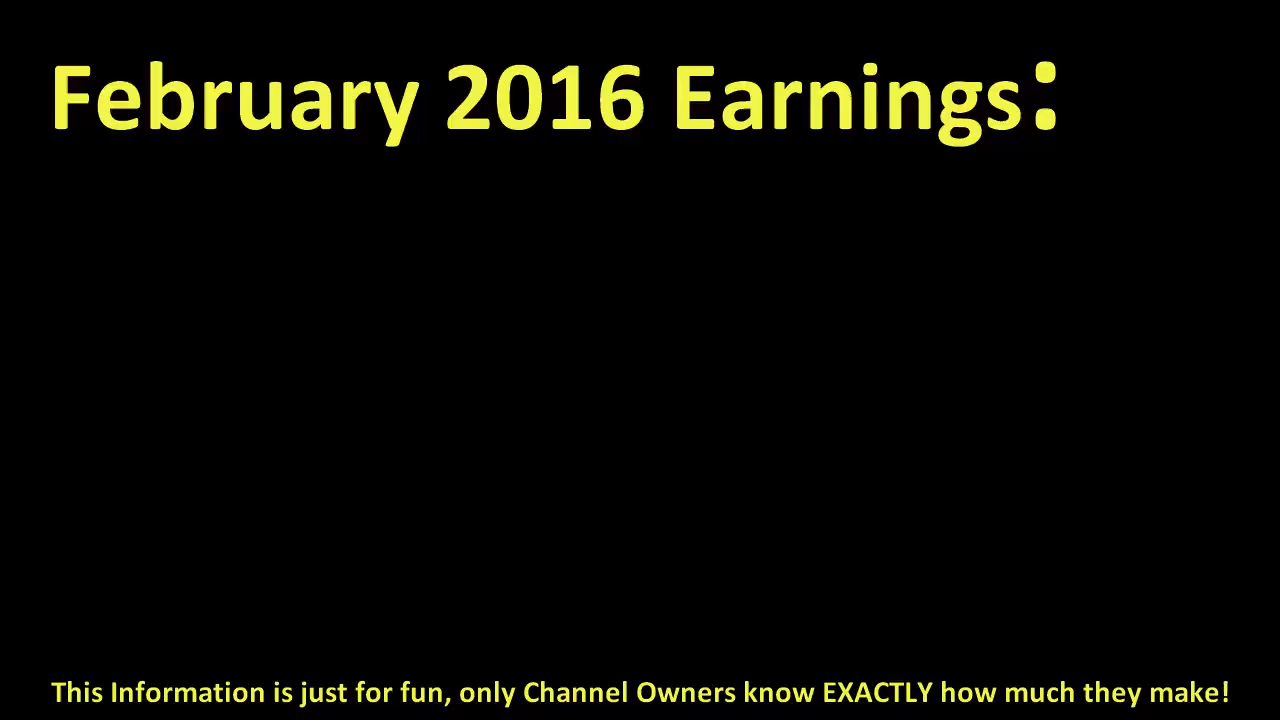 February 2016 Earnings:
This Information is just for fun, only Channel Owners know EXACTLY how much they make!